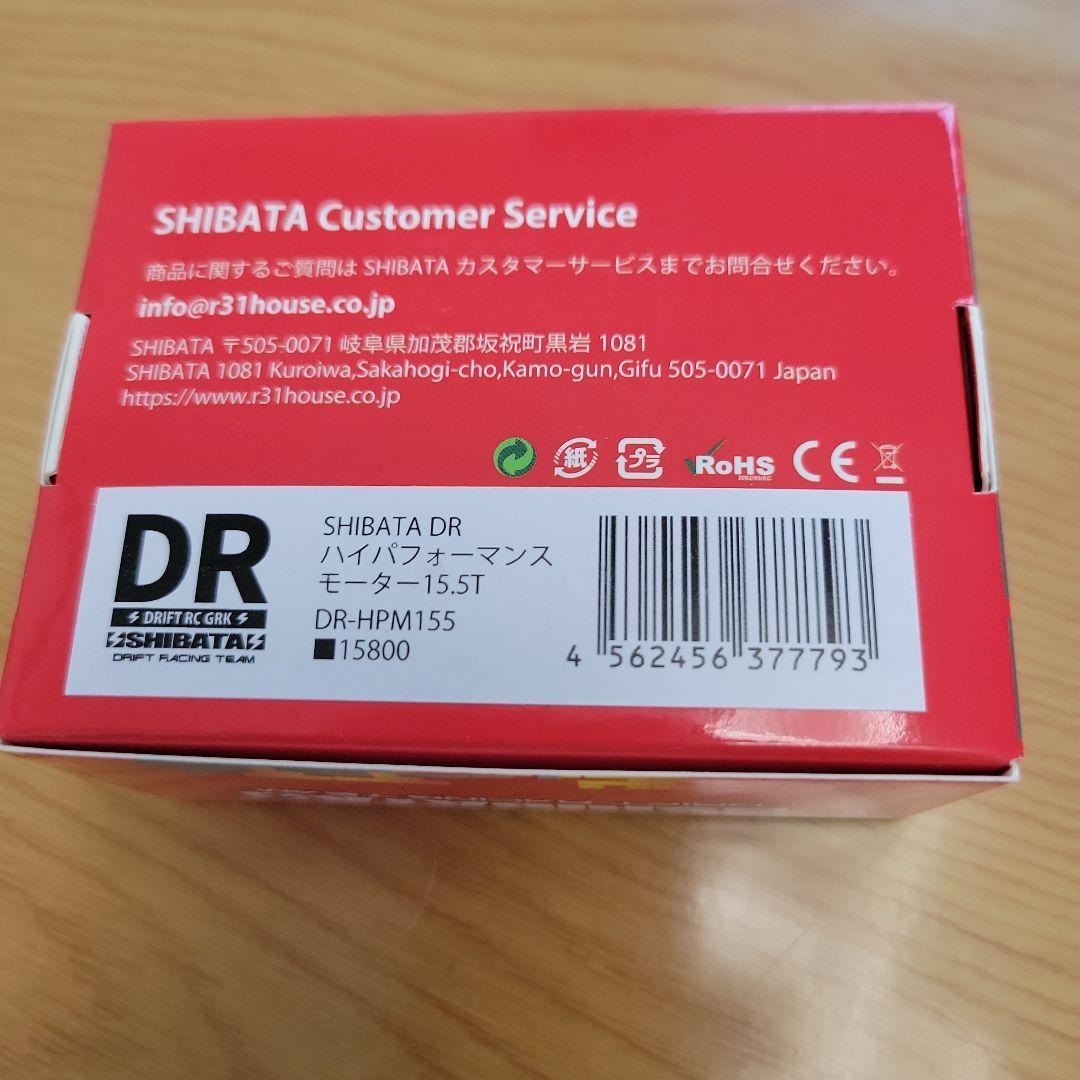 SHIBATA Customer Service
商品に関するご質問は SHIBATA カスタマーサービスまでお問合せください。
info@r31house.co.jp
SHIBATA 〒505-0071 岐阜県加茂郡坂祝町黒岩 1081
SHIBATA 1081 Kuroiwa,Sakahogi-cho,Kamo-gun,Gifu 505-0071 Japan
https://www.r31house.co.jp
紙
プラ
RoHS
2002/95/EC
CE
DR
DRIFT RC GRK
SHIBATA
DRIFT RACING TEAM
SHIBATA DR
ハイパフォーマンス
モーター15.5T
DR-HPM155
■15800
4 562456 377793